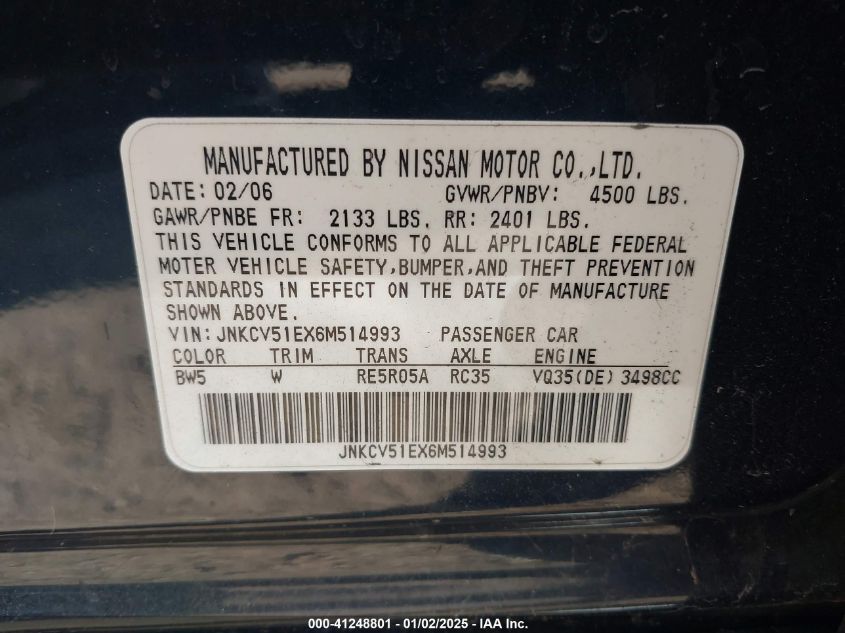 MANUFACTURED BY NISSAN MOTOR CO.,LTD.
DATE: 02/06 GVWR/PNBV: 4500 LBS.
GAWR/PNBE FR: 2133 LBS. RR: 2401 LBS.
THIS VEHICLE CONFORMS TO ALL APPLICABLE FEDERAL
MOTER VEHICLE SAFETY,BUMPER,AND THEFT PREVENTION
STANDARDS IN EFFECT ON THE DATE OF MANUFACTURE
SHOWN ABOVE.
VIN:JNKCV51EX6M514993 PASSENGER CAR
COLOR TRIM TRANS AXLE ENGINE
BW5 W RE5R05A RC35 VQ35(DE) 3498CC
JNKCV51EX6M514993
000-41248801 - 01/02/2025 - IAA Inc.